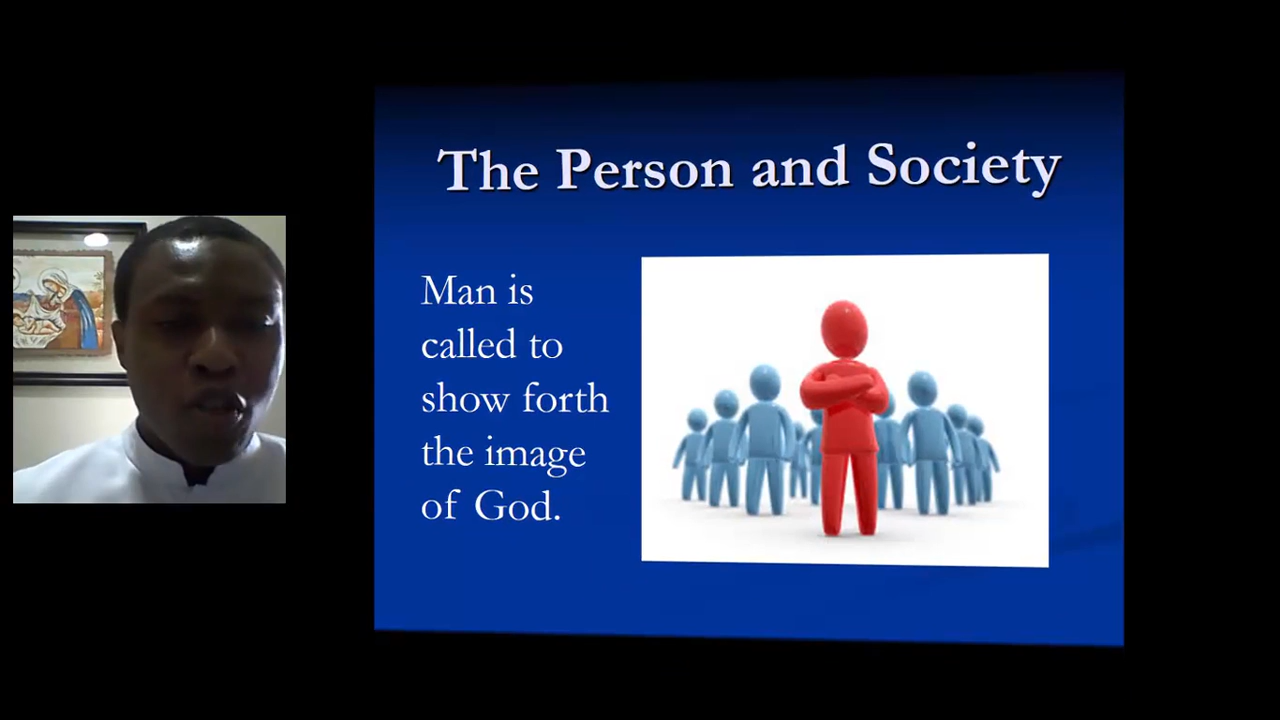 The Person and Society
Man is
called to
show forth
the image
of God.